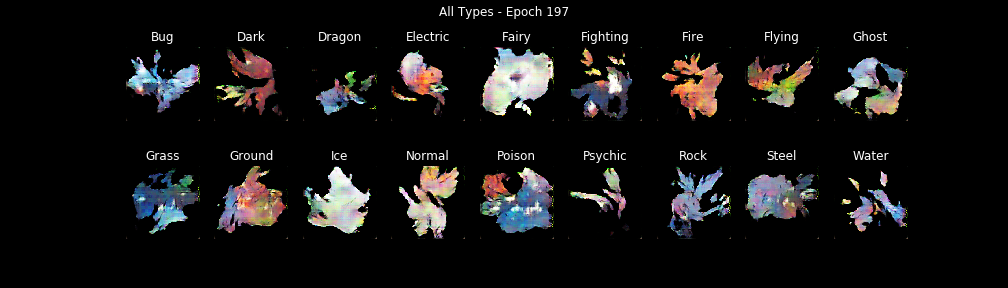 All Types - Epoch 197
Bug Dark Dragon Electric Fairy Fighting Fire Flying Ghost
Grass Ground Ice Normal Poison Psychic Rock Steel Water